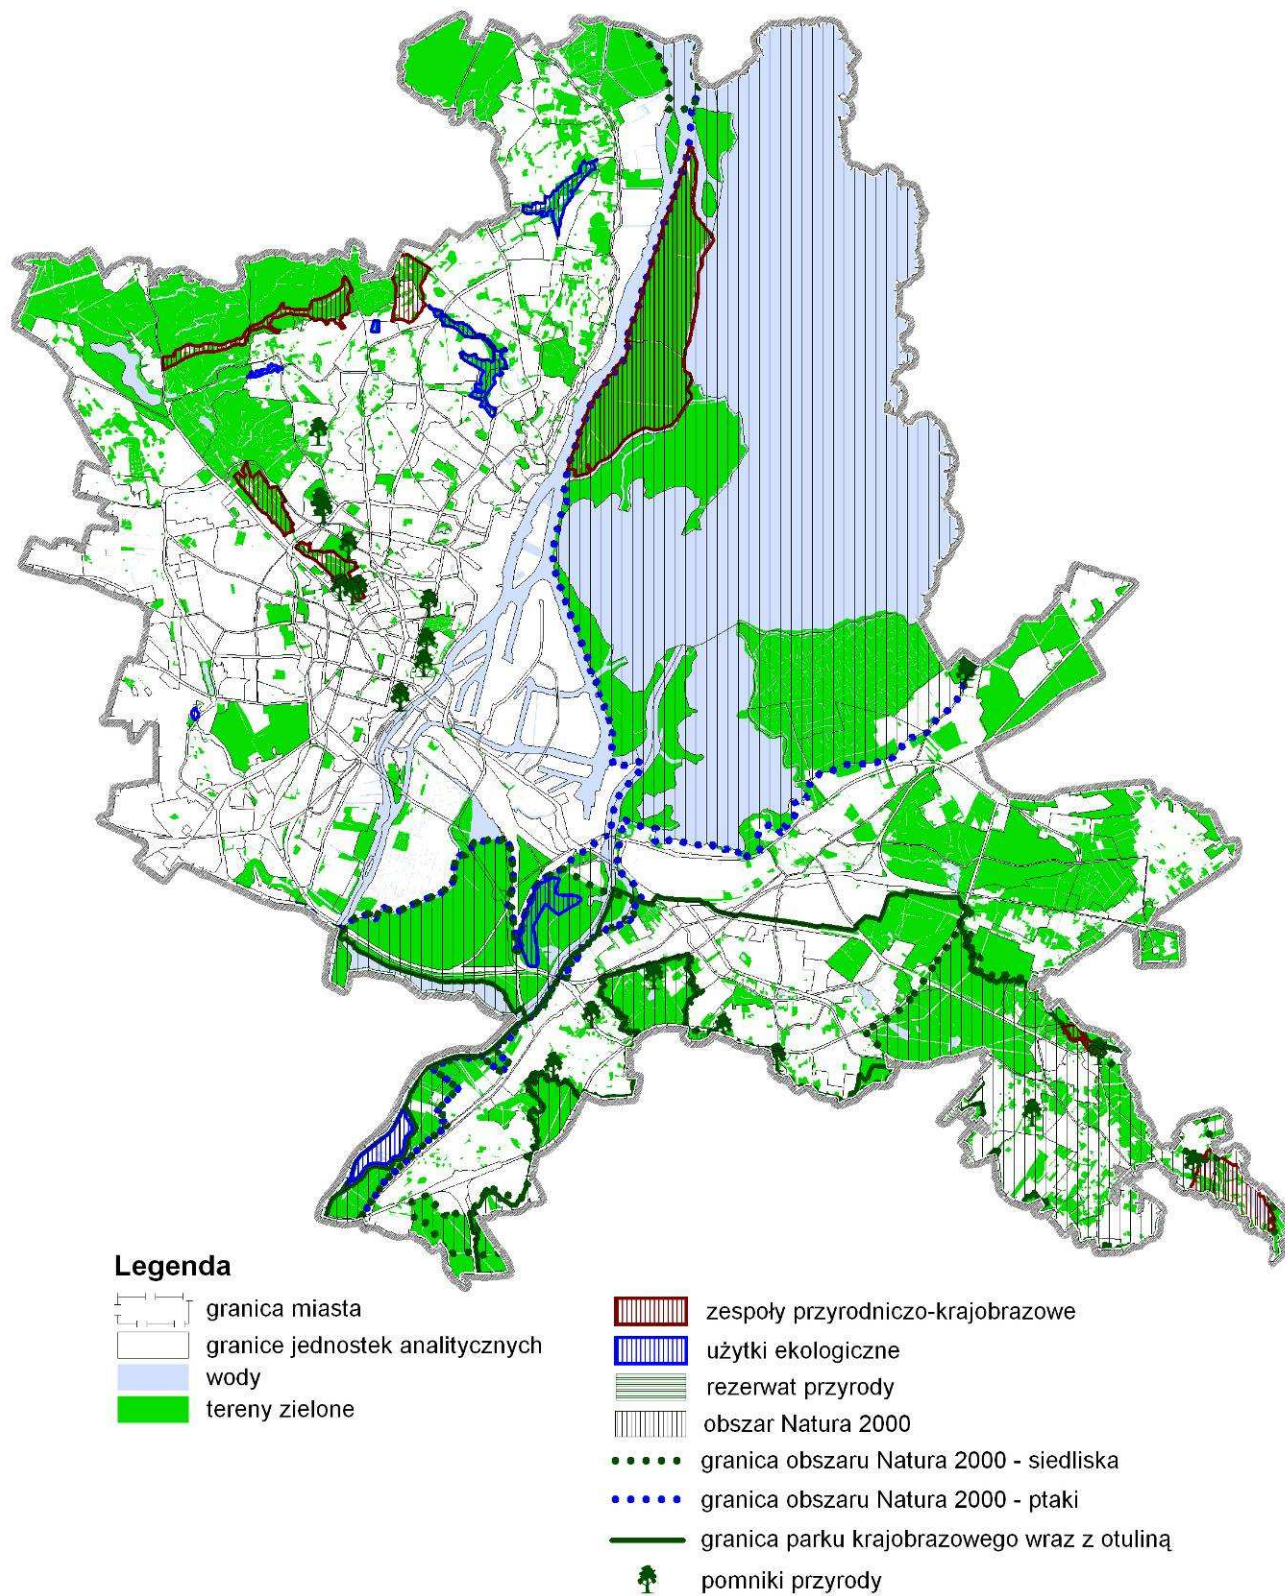 Legenda
granica miasta
granice jednostek analitycznych
wody
tereny zielone
zespoły przyrodniczo-krajobrazowe
użytki ekologiczne
rezerwat przyrody
obszar Natura 2000
granica obszaru Natura 2000 - siedliska
granica obszaru Natura 2000 - ptaki
granica parku krajobrazowego wraz z otuliną
pomniki przyrody